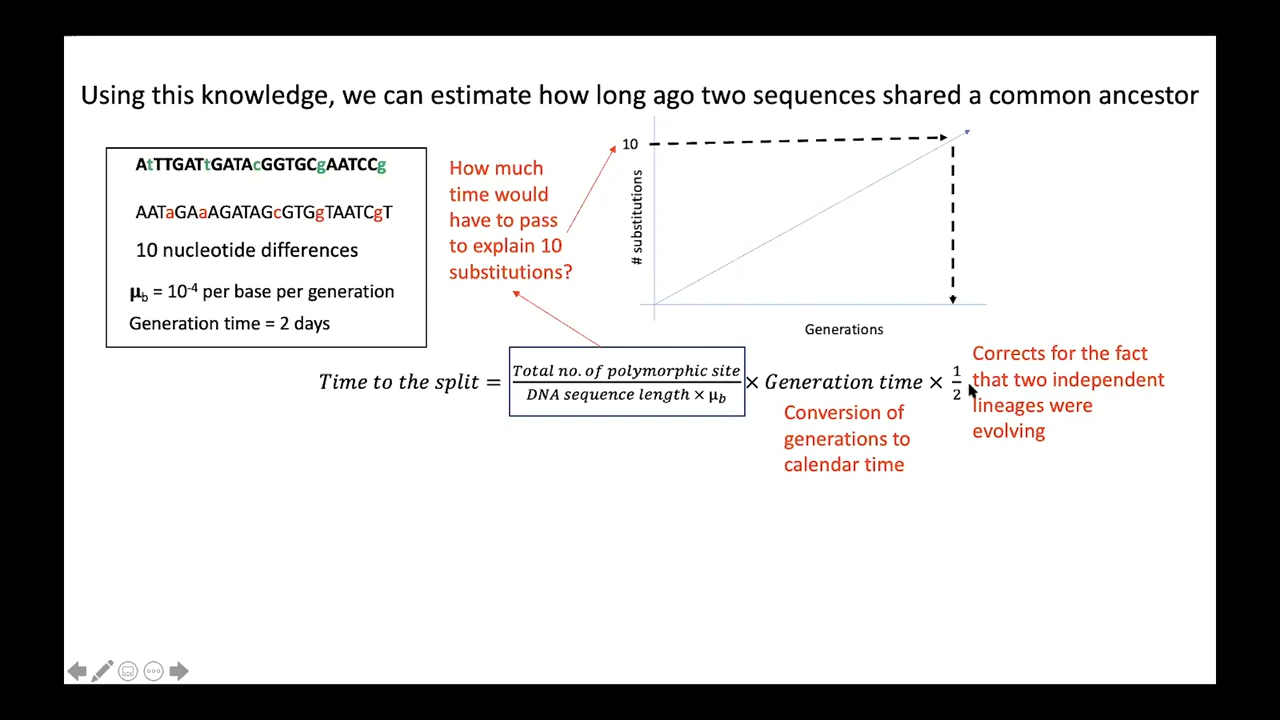 Using this knowledge, we can estimate how long ago two sequences shared a common ancestor
AtTTGATtGATAcGGTGCgAATCCg
AATaGAaAGATAGcGTGgTAATCgT
10 nucleotide differences
μb = 10-4 per base per generation
Generation time = 2 days
How much
time would
have to pass
to explain 10
substitutions?
10
# substitutions
Generations
Time to the split = Total no. of polymorphic site / DNA sequence length × μb × Generation time × 1/2
Conversion of
generations to
calendar time
Corrects for the fact
that two independent
lineages were
evolving